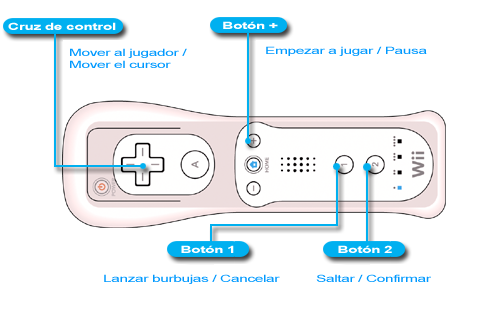 Cruz de control
Botón +
Mover al jugador /
Mover el cursor
Empezar a jugar / Pausa
POWER
A
+
HOME
−
1
2
Wii
Botón 1
Botón 2
Lanzar burbujas / Cancelar
Saltar / Confirmar